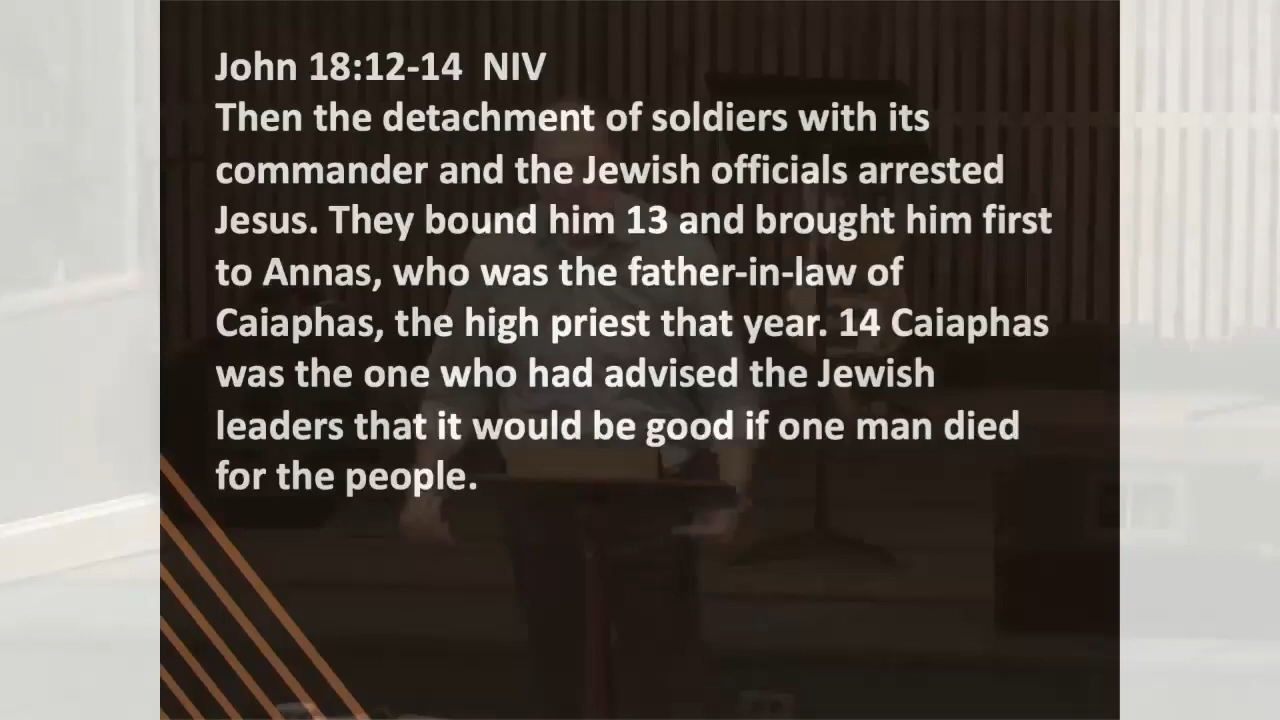 John 18:12-14  NIV
Then the detachment of soldiers with its
commander and the Jewish officials arrested
Jesus. They bound him 13 and brought him first
to Annas, who was the father-in-law of
Caiaphas, the high priest that year. 14 Caiaphas
was the one who had advised the Jewish
leaders that it would be good if one man died
for the people.